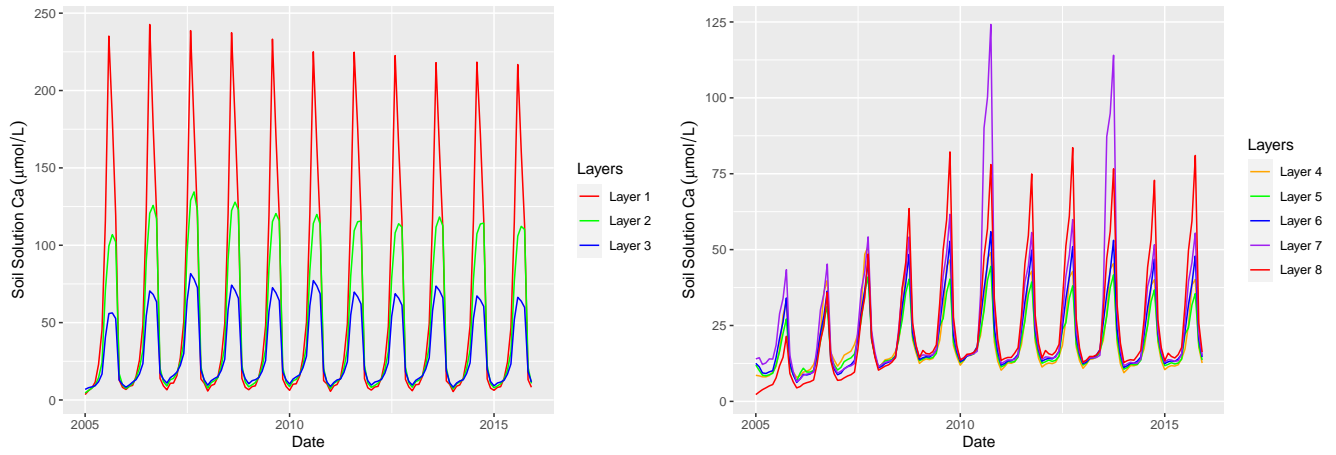 250
200
150
100
50
0
Soil Solution Ca (μmol/L)
2005
2010
2015
Date
Layers
Layer 1
Layer 2
Layer 3
125
100
75
50
25
0
Soil Solution Ca (μmol/L)
2005
2010
2015
Date
Layers
Layer 4
Layer 5
Layer 6
Layer 7
Layer 8